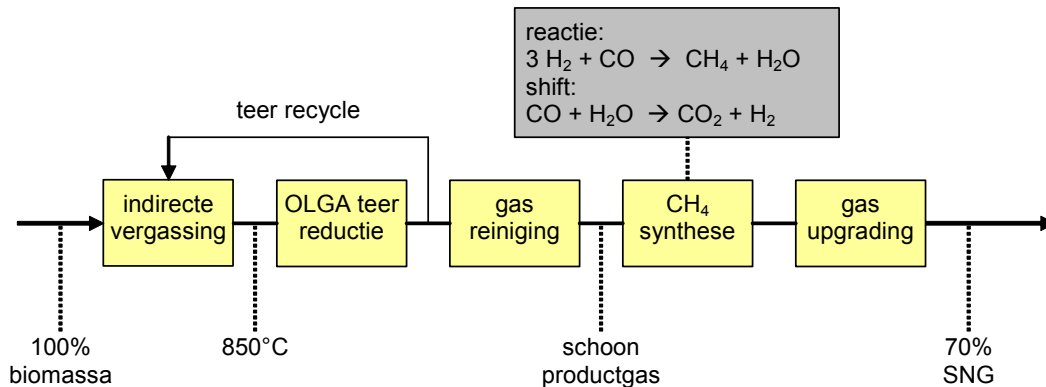 reactie:
3 H₂ + CO → CH₄ + H₂O
shift:
CO + H₂O → CO₂ + H₂
teer recycle
indirecte
vergassing
OLGA teer
reductie
gas
reiniging
CH₄
synthese
gas
upgrading
100%
biomassa
850°C
schoon
productgas
70%
SNG